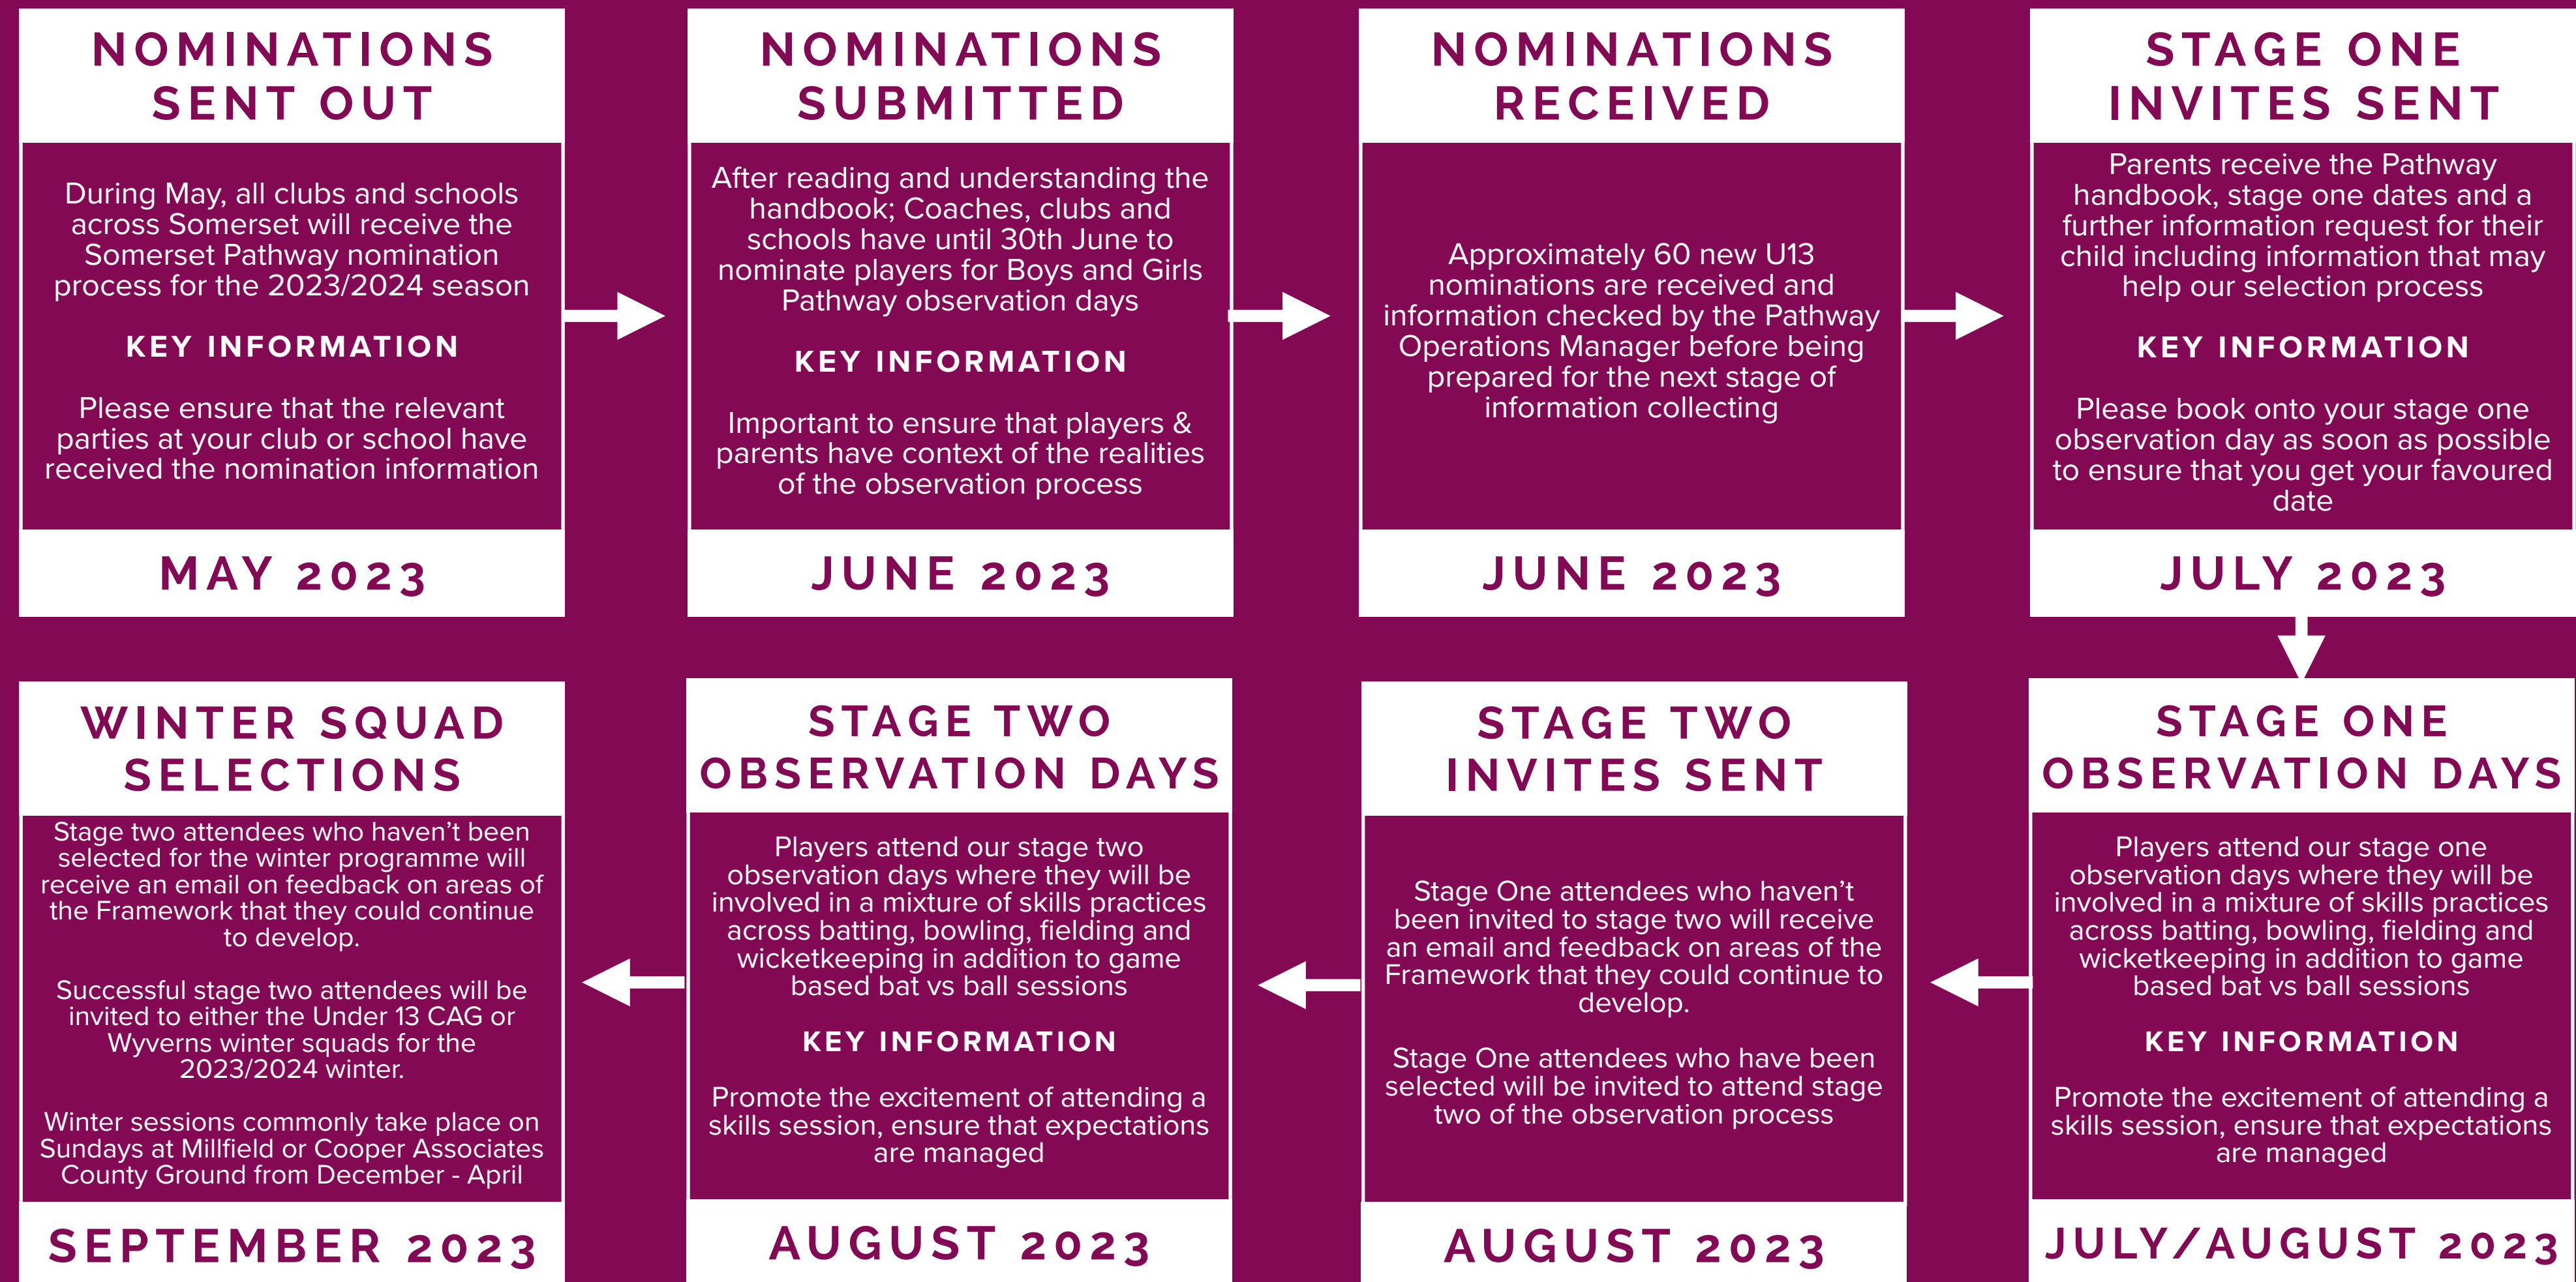 NOMINATIONS
SENT OUT
During May, all clubs and schools
across Somerset will receive the
Somerset Pathway nomination
process for the 2023/2024 season
KEY INFORMATION
Please ensure that the relevant
parties at your club or school have
received the nomination information
MAY 2023
NOMINATIONS
SUBMITTED
After reading and understanding the
handbook; Coaches, clubs and
schools have until 30th June to
nominate players for Boys and Girls
Pathway observation days
KEY INFORMATION
Important to ensure that players &
parents have context of the realities
of the observation process
JUNE 2023
NOMINATIONS
RECEIVED
Approximately 60 new U13
nominations are received and
information checked by the Pathway
Operations Manager before being
prepared for the next stage of
information collecting
JUNE 2023
STAGE ONE
INVITES SENT
Parents receive the Pathway
handbook, stage one dates and a
further information request for their
child including information that may
help our selection process
KEY INFORMATION
Please book onto your stage one
observation day as soon as possible
to ensure that you get your favoured
date
JULY 2023
STAGE ONE
OBSERVATION DAYS
Players attend our stage one
observation days where they will be
involved in a mixture of skills practices
across batting, bowling, fielding and
wicketkeeping in addition to game
based bat vs ball sessions
KEY INFORMATION
Promote the excitement of attending a
skills session, ensure that expectations
are managed
JULY/AUGUST 2023
STAGE TWO
INVITES SENT
Stage One attendees who haven't
been invited to stage two will receive
an email and feedback on areas of the
Framework that they could continue to
develop.
Stage One attendees who have been
selected will be invited to attend stage
two of the observation process
AUGUST 2023
STAGE TWO
OBSERVATION DAYS
Players attend our stage two
observation days where they will be
involved in a mixture of skills practices
across batting, bowling, fielding and
wicketkeeping in addition to game
based bat vs ball sessions
KEY INFORMATION
Promote the excitement of attending a
skills session, ensure that expectations
are managed
AUGUST 2023
WINTER SQUAD
SELECTIONS
Stage two attendees who haven't been
selected for the winter programme will
receive an email on feedback on areas of
the Framework that they could continue
to develop.
Successful stage two attendees will be
invited to either the Under 13 CAG or
Wyverns winter squads for the
2023/2024 winter.
Winter sessions commonly take place on
Sundays at Millfield or Cooper Associates
County Ground from December - April
SEPTEMBER 2023